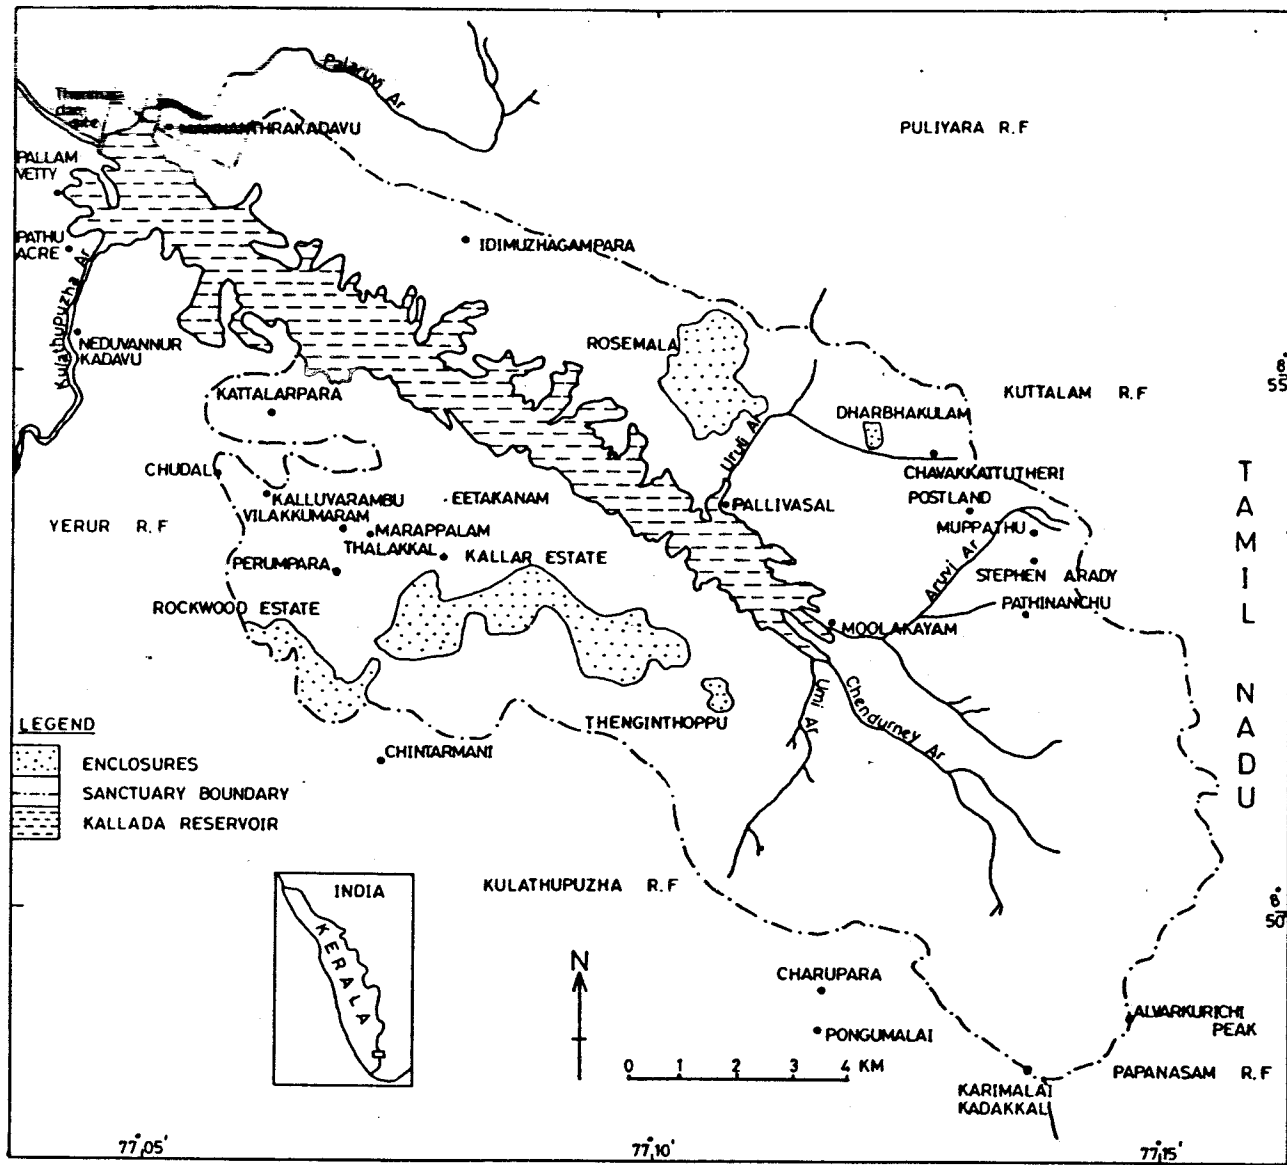 Palaruvi Ar
PULIYARA R.F
PALLAM
VETTY
PATHU
ACRE
Kulathupuzha Ar
IDIMUZHAGAMPARA
NEDUVANNUR
KADAVU
ROSEMALA
8°
55'
KATTALARPARA
KUTTALAM R.F
DHARBHAKULAM
Uruli Ar
CHUDAL
CHAVAKKATTUTHERI
KALLUVARAMBU
EETAKANAM
PALLIVASAL
POSTLAND
YERUR R.F
VILAKKUMARAM
MARAPPALAM
MUPPATHU
THALAKKAL
KALLAR ESTATE
Aruvi Ar
PERUMPARA
STEPHEN ARADY
ROCKWOOD ESTATE
PATHINANCHU
MOOLAKAYAM
TAMIL NADU
Umi Ar
Chendurney Ar
THENGINTHOPPU
CHINTARMANI
LEGEND
ENCLOSURES
SANCTUARY BOUNDARY
KALLADA RESERVOIR
INDIA
KERALA
KULATHUPUZHA R.F
8°
50'
N
CHARUPARA
PONGUMALAI
ALVARKURICHI
PEAK
0 1 2 3 4 KM
PAPANASAM R.F
KARIMALAI
KADAKKAL
77°05'
77°10'
77°15'